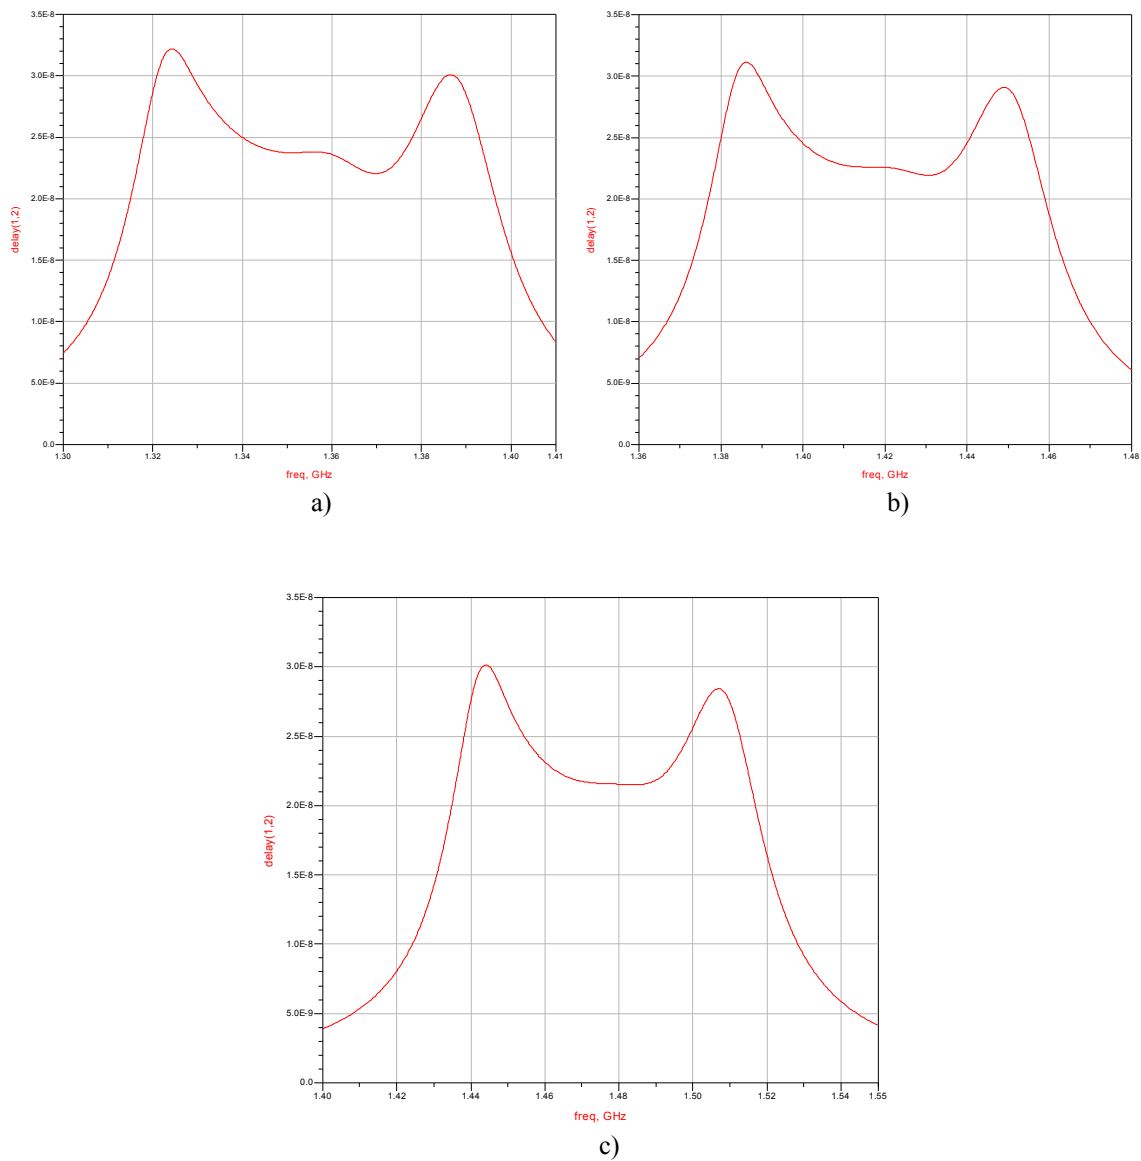 3.5E-8
3.0E-8
2.5E-8
2.0E-8
1.5E-8
1.0E-8
5.0E-9
0.0
delay(1,2)
1.30 1.32 1.34 1.36 1.38 1.40 1.41
freq, GHz
a)
3.5E-8
3.0E-8
2.5E-8
2.0E-8
1.5E-8
1.0E-8
5.0E-9
0.0
delay(1,2)
1.36 1.38 1.40 1.42 1.44 1.46 1.48
freq, GHz
b)
3.5E-8
3.0E-8
2.5E-8
2.0E-8
1.5E-8
1.0E-8
5.0E-9
0.0
delay(1,2)
1.40 1.42 1.44 1.46 1.48 1.50 1.52 1.54 1.55
freq, GHz
c)